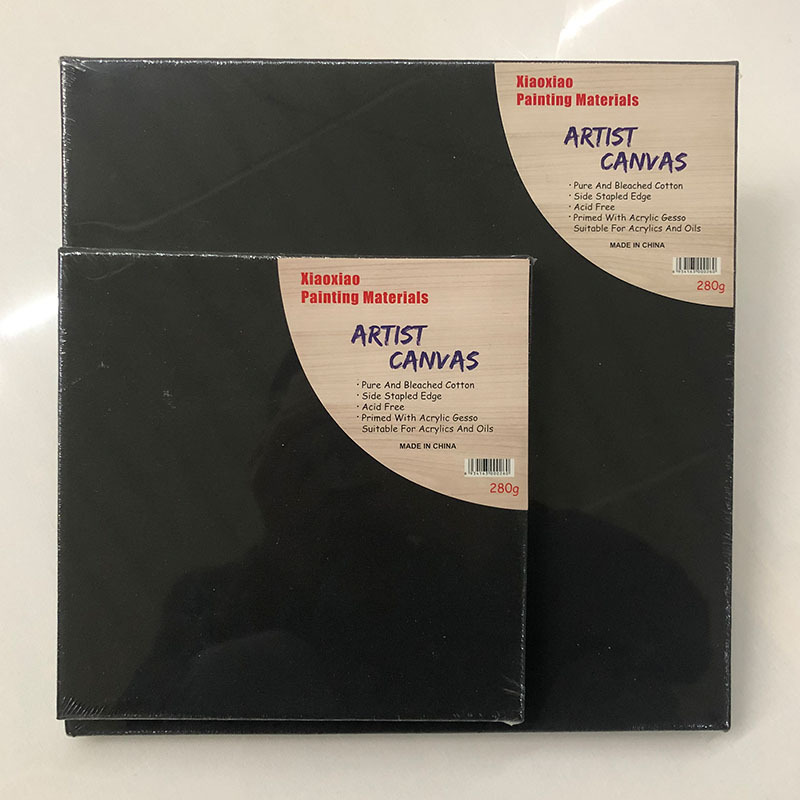 Xiaoxiao
Painting Materials
ARTIST
CANVAS
· Pure And Bleached Cotton
· Side Stapled Edge
· Acid Free
· Primed With Acrylic Gesso
Suitable For Acrylics And Oils
MADE IN CHINA
280g
Xiaoxiao
Painting Materials
ARTIST
CANVAS
· Pure And Bleached Cotton
· Side Stapled Edge
· Acid Free
· Primed With Acrylic Gesso
Suitable For Acrylics And Oils
MADE IN CHINA
280g